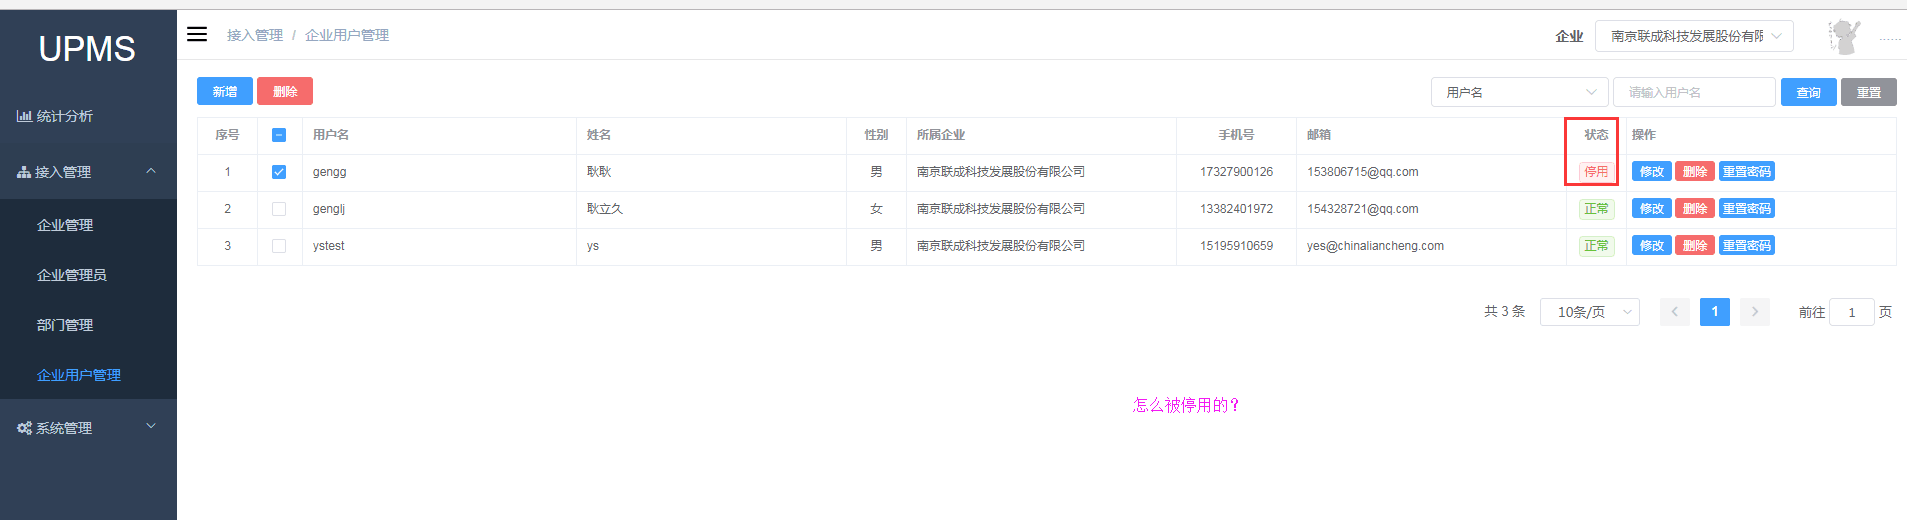 UPMS
接入管理 / 企业用户管理
企业 南京联成科技发展股份有限
......
统计分析
接入管理
企业管理
企业管理员
部门管理
企业用户管理
系统管理
新增 删除 用户名 请输入用户名 查询 重置
序号 用户名 姓名 性别 所属企业 手机号 邮箱 状态 操作
1 gengg 耿耿 男 南京联成科技发展股份有限公司 17327900126 153806715@qq.com 停用 修改 删除 重置密码
2 genglj 耿立久 女 南京联成科技发展股份有限公司 13382401972 154328721@qq.com 正常 修改 删除 重置密码
3 ystest ys 男 南京联成科技发展股份有限公司 15195910659 yes@chinaliancheng.com 正常 修改 删除 重置密码
共 3 条 10条/页 1 前往 1 页
怎么被停用的?